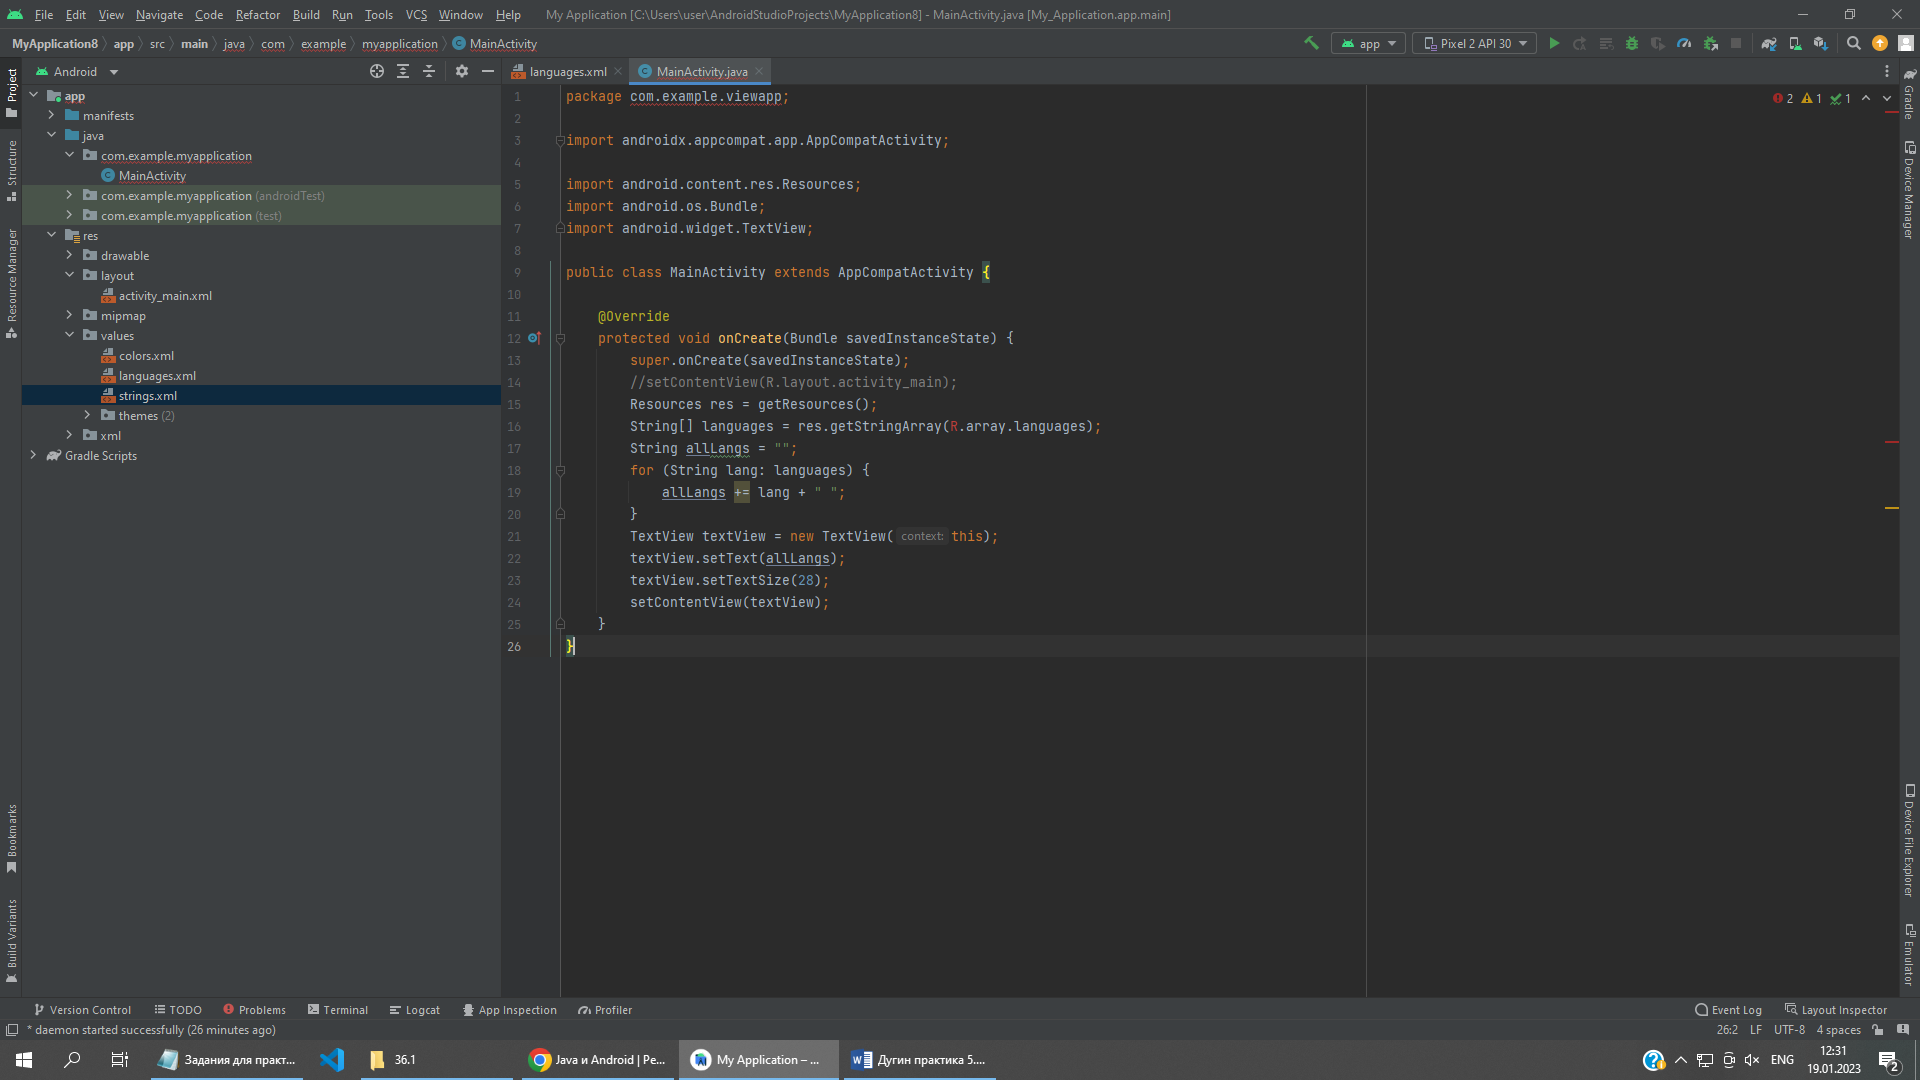 File Edit View Navigate Code Refactor Build Run Tools VCS Window Help My Application [C:\Users\user\AndroidStudioProjects\MyApplication8] - MainActivity.java [My_Application.app.main]
MyApplication8 app src main java com example myapplication MainActivity
app Pixel 2 API 30
Project
Structure
Resource Manager
Bookmarks
Build Variants
Android
app
manifests
java
com.example.myapplication
MainActivity
com.example.myapplication (androidTest)
com.example.myapplication (test)
res
drawable
layout
activity_main.xml
mipmap
values
colors.xml
languages.xml
strings.xml
themes (2)
xml
Gradle Scripts
languages.xml MainActivity.java
2 1 1
1 package com.example.viewapp;
2
3 import androidx.appcompat.app.AppCompatActivity;
4
5 import android.content.res.Resources;
6 import android.os.Bundle;
7 import android.widget.TextView;
8
9 public class MainActivity extends AppCompatActivity {
10
11 @Override
12 protected void onCreate(Bundle savedInstanceState) {
13 super.onCreate(savedInstanceState);
14 //setContentView(R.layout.activity_main);
15 Resources res = getResources();
16 String[] languages = res.getStringArray(R.array.languages);
17 String allLangs = "";
18 for (String lang: languages) {
19 allLangs += lang + " ";
20 }
21 TextView textView = new TextView( context: this);
22 textView.setText(allLangs);
23 textView.setTextSize(28);
24 setContentView(textView);
25 }
26 }
Gradle
Device Manager
Device File Explorer
Emulator
Version Control TODO Problems Terminal Logcat App Inspection Profiler Event Log Layout Inspector
* daemon started successfully (26 minutes ago) 26:2 LF UTF-8 4 spaces
Задания для практ... 36.1 Java и Android | Ре... My Application – ... Дугин практика 5.... ENG
12:31
19.01.2023
2